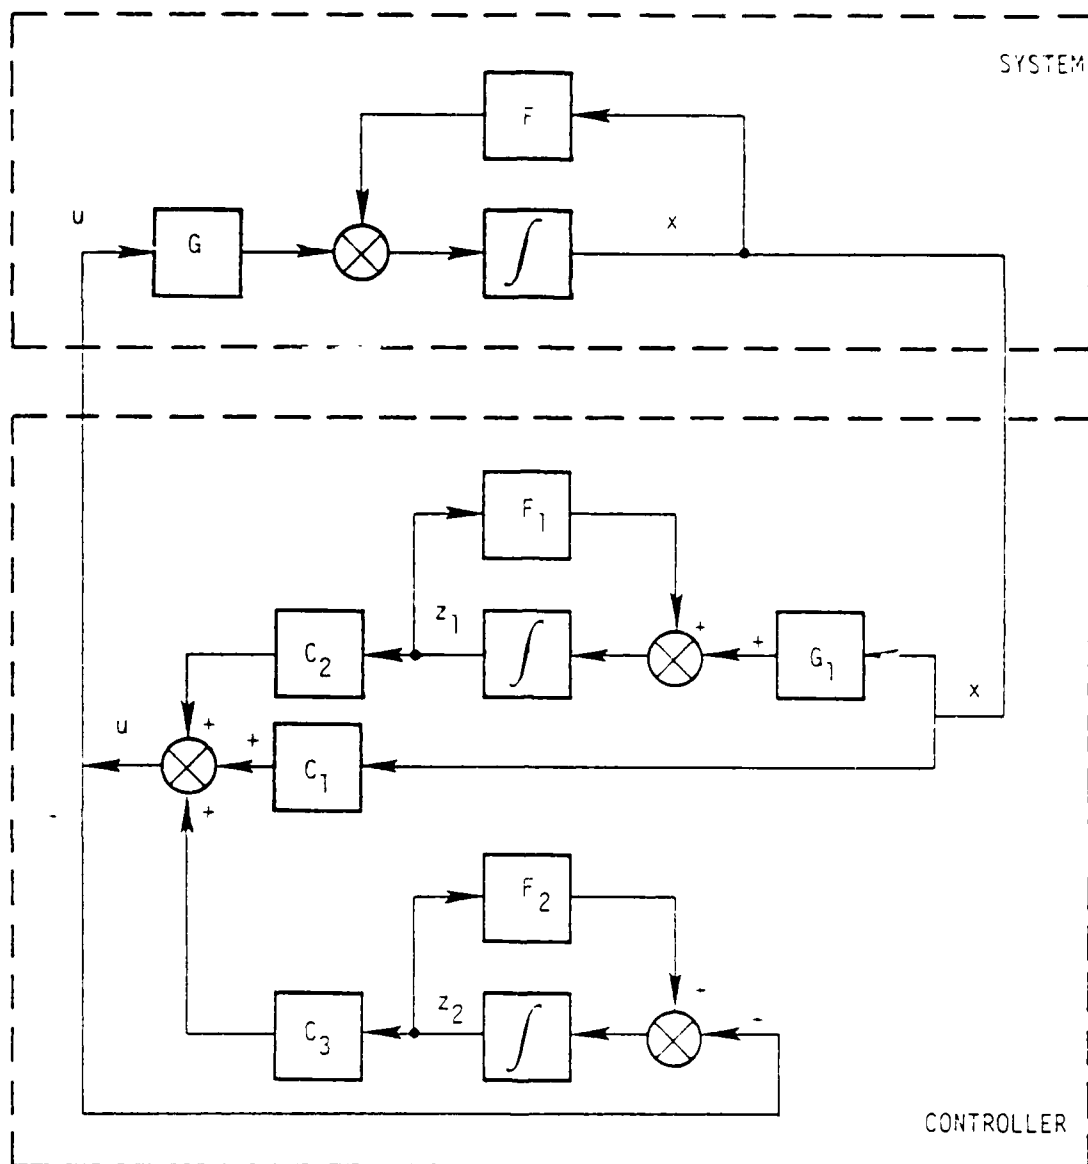 SYSTEM
F
u
x
G
F1
z1
+
+
C2
G1
x
u
+
+
C1
+
F2
z2
C3
CONTROLLER